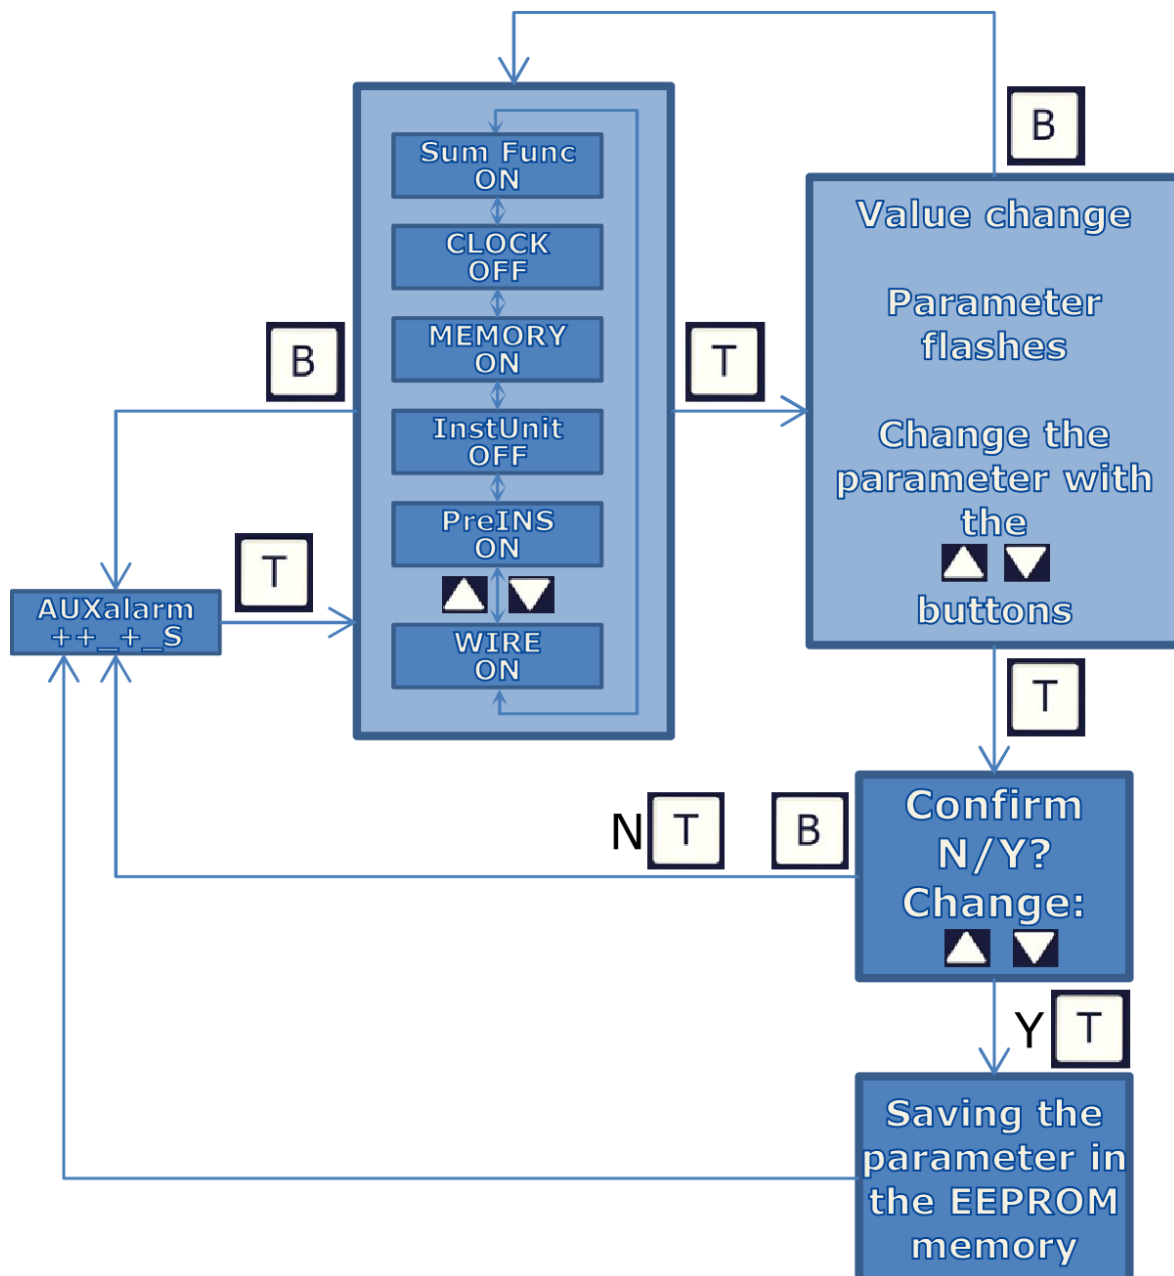 B
Sum Func
ON
CLOCK
OFF
MEMORY
ON
InstUnit
OFF
PreINS
ON
WIRE
ON
B
T
T
AUXalarm
++_+_S
Value change
Parameter
flashes
Change the
parameter with
the
buttons
T
N T B
Confirm
N/Y?
Change:
Y T
Saving the
parameter in
the EEPROM
memory